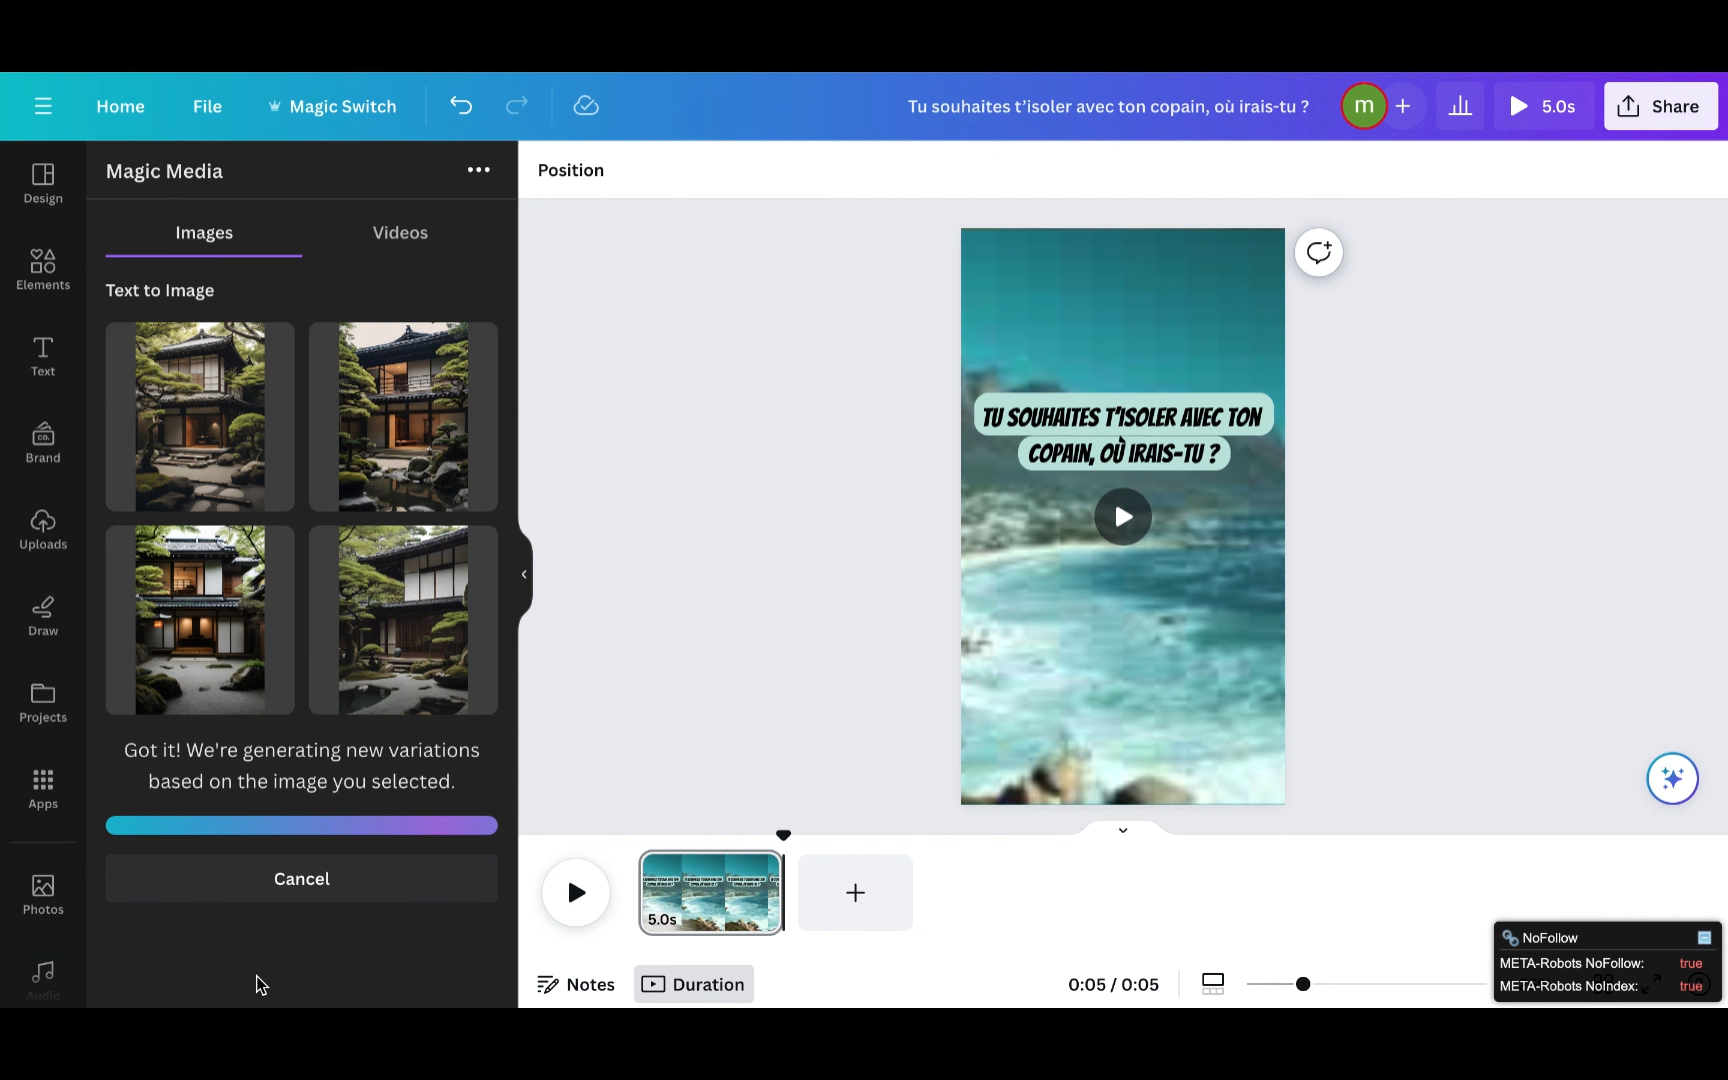 Home
File
Magic Switch
Tu souhaites t’isoler avec ton copain, où irais-tu ?
m
5.0s
Share
Design
Elements
Text
Brand
CO.
Uploads
Draw
Projects
Apps
Photos
Audio
Magic Media
Images
Videos
Text to Image
Got it! We're generating new variations
based on the image you selected.
Cancel
Position
TU SOUHAITES T'ISOLER AVEC TON
COPAIN, OÙ IRAIS-TU ?
5.0s
Notes
Duration
0:05 / 0:05
NoFollow
META-Robots NoFollow: true
META-Robots NoIndex: true